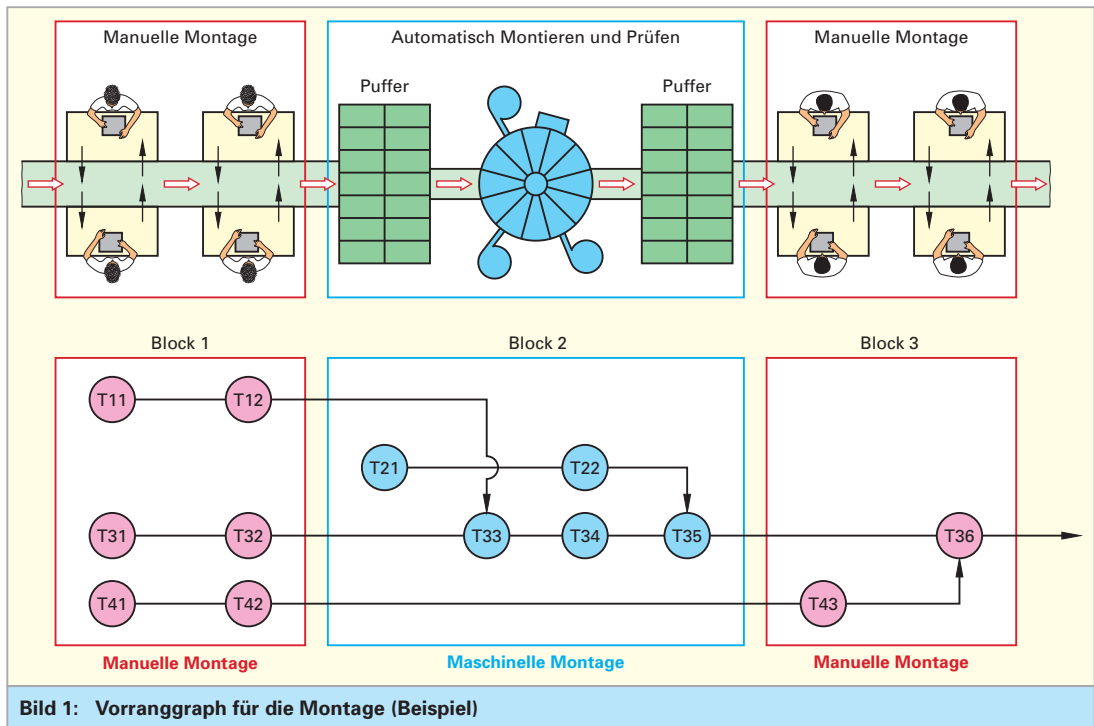 Manuelle Montage
Automatisch Montieren und Prüfen
Manuelle Montage
Puffer
Puffer
Block 1
Block 2
Block 3
T11
T12
T21
T22
T31
T32
T33
T34
T35
T36
T41
T42
T43
Manuelle Montage
Maschinelle Montage
Manuelle Montage
Bild 1: Vorranggraph für die Montage (Beispiel)